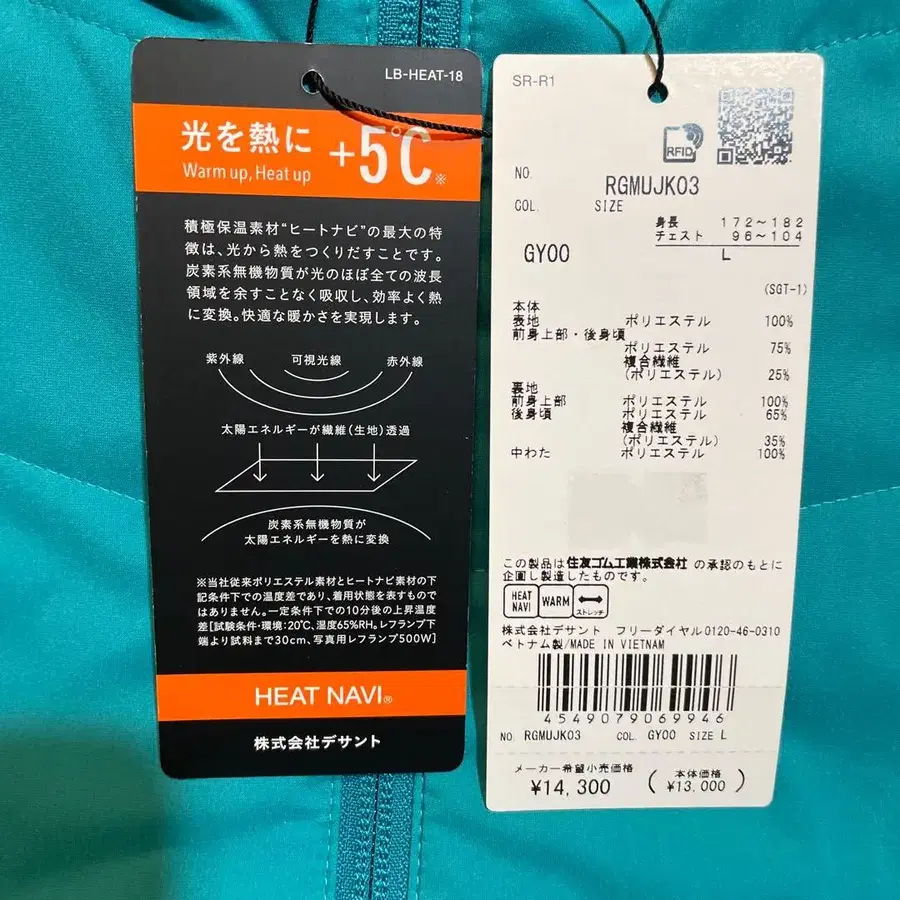 LB-HEAT-18
光を熱に
Warm up, Heat up
+5℃※
積極保温素材“ヒートナビ”の最大の特
徴は、光から熱をつくりだすことです。
炭素系無機物質が光のほぼ全ての波長
領域を余すことなく吸収し、効率よく熱
に変換。快適な暖かさを実現します。
紫外線 可視光線 赤外線
太陽エネルギーが繊維(生地)透過
炭素系無機物質が
太陽エネルギーを熱に変換
※当社従来ポリエステル素材とヒートナビ素材の下
記条件下での温度差であり、着用状態を表すもので
はありません。一定条件下での10分後の上昇温度
差[試験条件・環境:20℃、湿度65%RH。レフランプ下
端より試料まで30cm、写真用レフランプ500W]
HEAT NAVI®
株式会社デサント
SR-R1
RFID
NO. RGMUJK03
COL. SIZE
身長 172~182
チェスト 96~104
GY00 L
(SGT-1)
本体
表地 ポリエステル 100%
前身上部・後身頃
ポリエステル 75%
複合繊維
(ポリエステル) 25%
裏地
前身上部 ポリエステル 100%
後身頃 ポリエステル 65%
複合繊維
(ポリエステル) 35%
中わた ポリエステル 100%
この製品は住友ゴム工業株式会社 の承認のもとに
企画し製造したものです。
HEAT NAVI WARM ストレッチ
株式会社デサント フリーダイヤル0120-46-0310
ベトナム製/MADE IN VIETNAM
4549079069946
NO. RGMUJK03 COL. GY00 SIZE L
メーカー希望小売価格
¥14,300 (本体価格 ¥13,000)